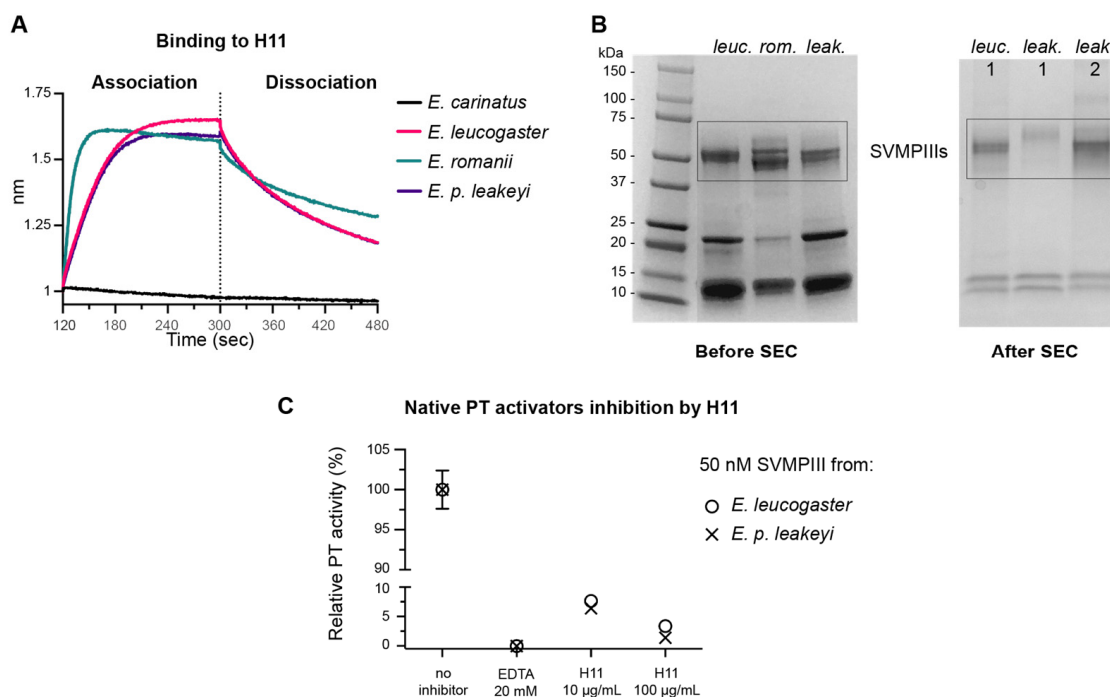 A
Binding to H11
Association Dissociation
1.75
1.5
1.25
1
nm
120 180 240 300 360 420 480
Time (sec)
E. carinatus
E. leucogaster
E. romanii
E. p. leakeyi
B
kDa
leuc. rom. leak.
150 -
100 -
75 -
50 -
37 -
25 -
20 -
15 -
10 -
Before SEC
SVMPIIIs
leuc. leak. leak
1 1 2
After SEC
C
Native PT activators inhibition by H11
Relative PT activity (%)
105
100
95
90
10
5
0
no
inhibitor
EDTA
20 mM
H11
10 µg/mL
H11
100 µg/mL
50 nM SVMPIII from:
E. leucogaster
E. p. leakeyi